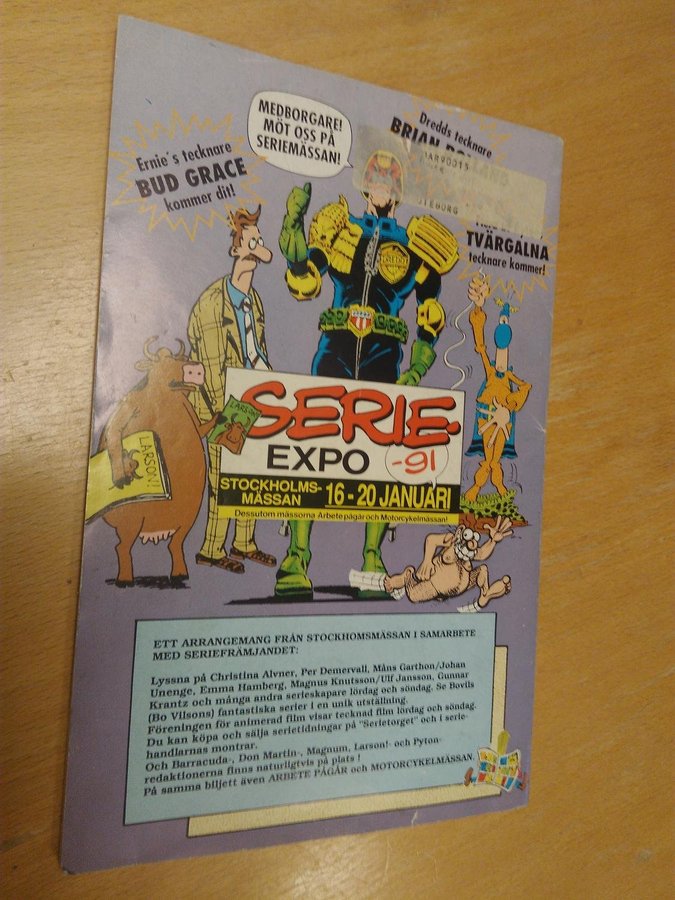 MEDBORGARE!
MÖT OSS PÅ
SERIEMÄSSAN!
Ernie's tecknare
BUD GRACE
kommer dit!
Dredds tecknare
BRIAN
TVÄRGALNA
tecknare kommer!
DREDD
LARSON!
SERIE-
EXPO -91
STOCKHOLMS-
MÄSSAN 16-20 JANUARI
Dessutom mässorna Arbete pågår och Motorcykelmässan!
ETT ARRANGEMANG FRÅN STOCKHOMSMÄSSAN I SAMARBETE
MED SERIEFRÄMJANDET:
Lyssna på Christina Alvner, Per Demervall, Måns Garthon/Johan
Unenge, Emma Hamberg, Magnus Knutsson/Ulf Jansson, Gunnar
Krantz och många andra serieskapare lördag och söndag. Se Bovils
(Bo Vilsons) fantastiska serier i en unik utställning.
Föreningen för animerad film visar tecknad film lördag och söndag.
Du kan köpa och sälja serietidningar på "Serietorget" och i serie-
handlarnas montrar.
Och Barracuda-, Don Martin-, Magnum, Larson!- och Pyton-
redaktionerna finns naturligtvis på plats !
På samma biljett även ARBETE PÅGÅR och MOTORCYKELMÄSSAN.